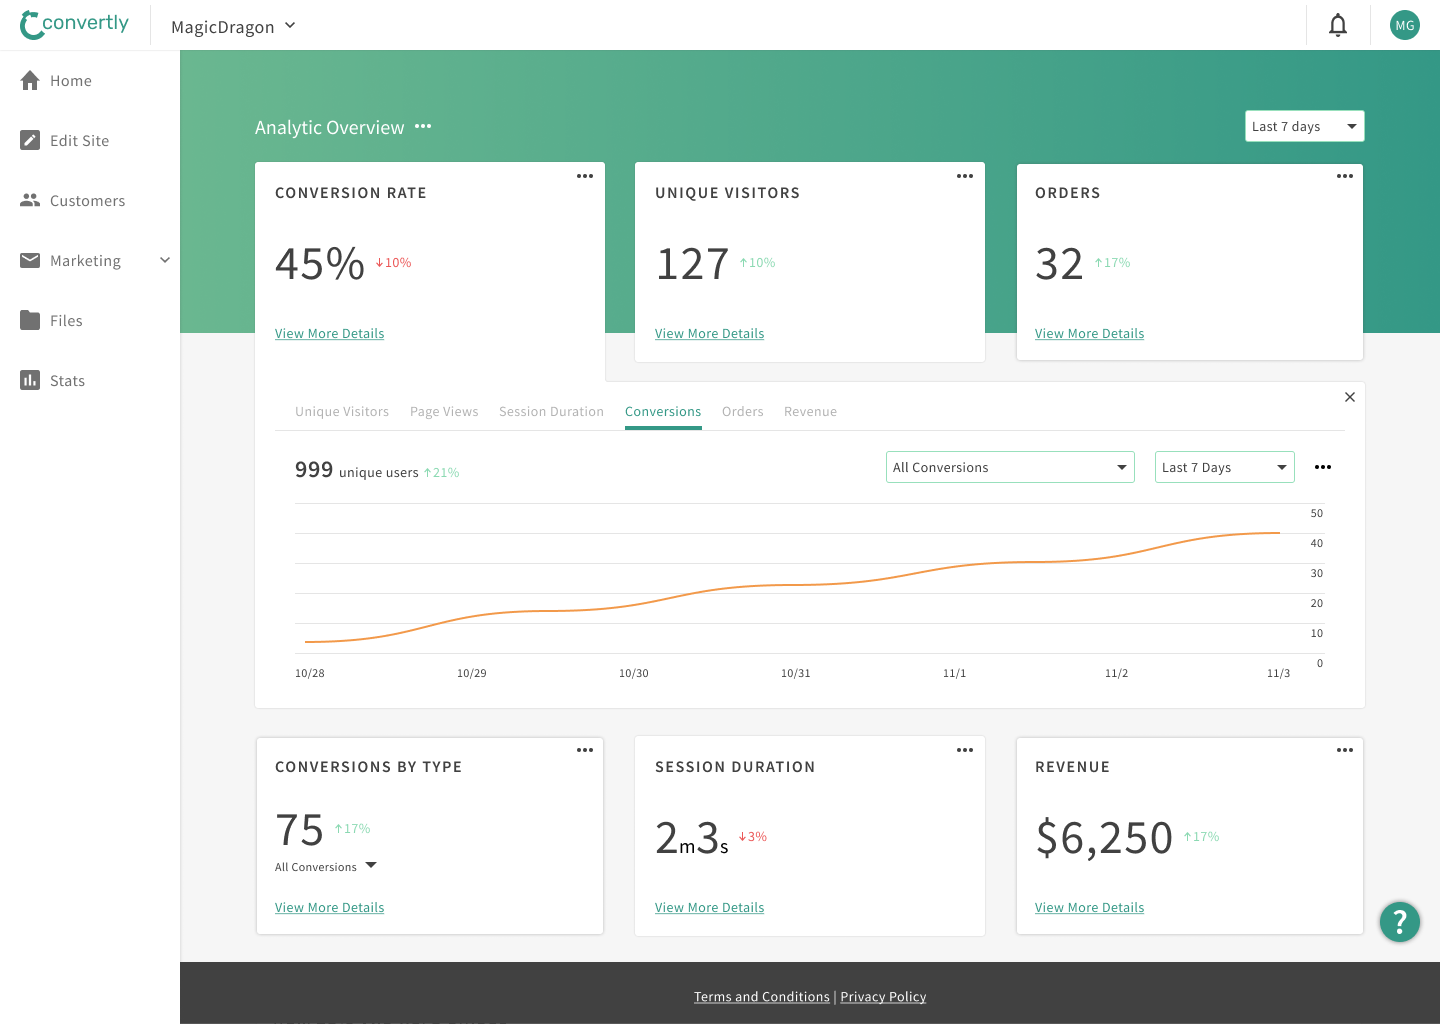 convertly
MagicDragon
MG
Home
Edit Site
Customers
Marketing
Files
Stats
Analytic Overview
Last 7 days
CONVERSION RATE
45% ↓10%
View More Details
UNIQUE VISITORS
127 ↑10%
View More Details
ORDERS
32 ↑17%
View More Details
Unique Visitors Page Views Session Duration Conversions Orders Revenue
999 unique users ↑21%
All Conversions
Last 7 Days
50
40
30
20
10
0
10/28 10/29 10/30 10/31 11/1 11/2 11/3
CONVERSIONS BY TYPE
75 ↑17%
All Conversions
View More Details
SESSION DURATION
2m3s ↓3%
View More Details
REVENUE
$6,250 ↑17%
View More Details
?
Terms and Conditions | Privacy Policy